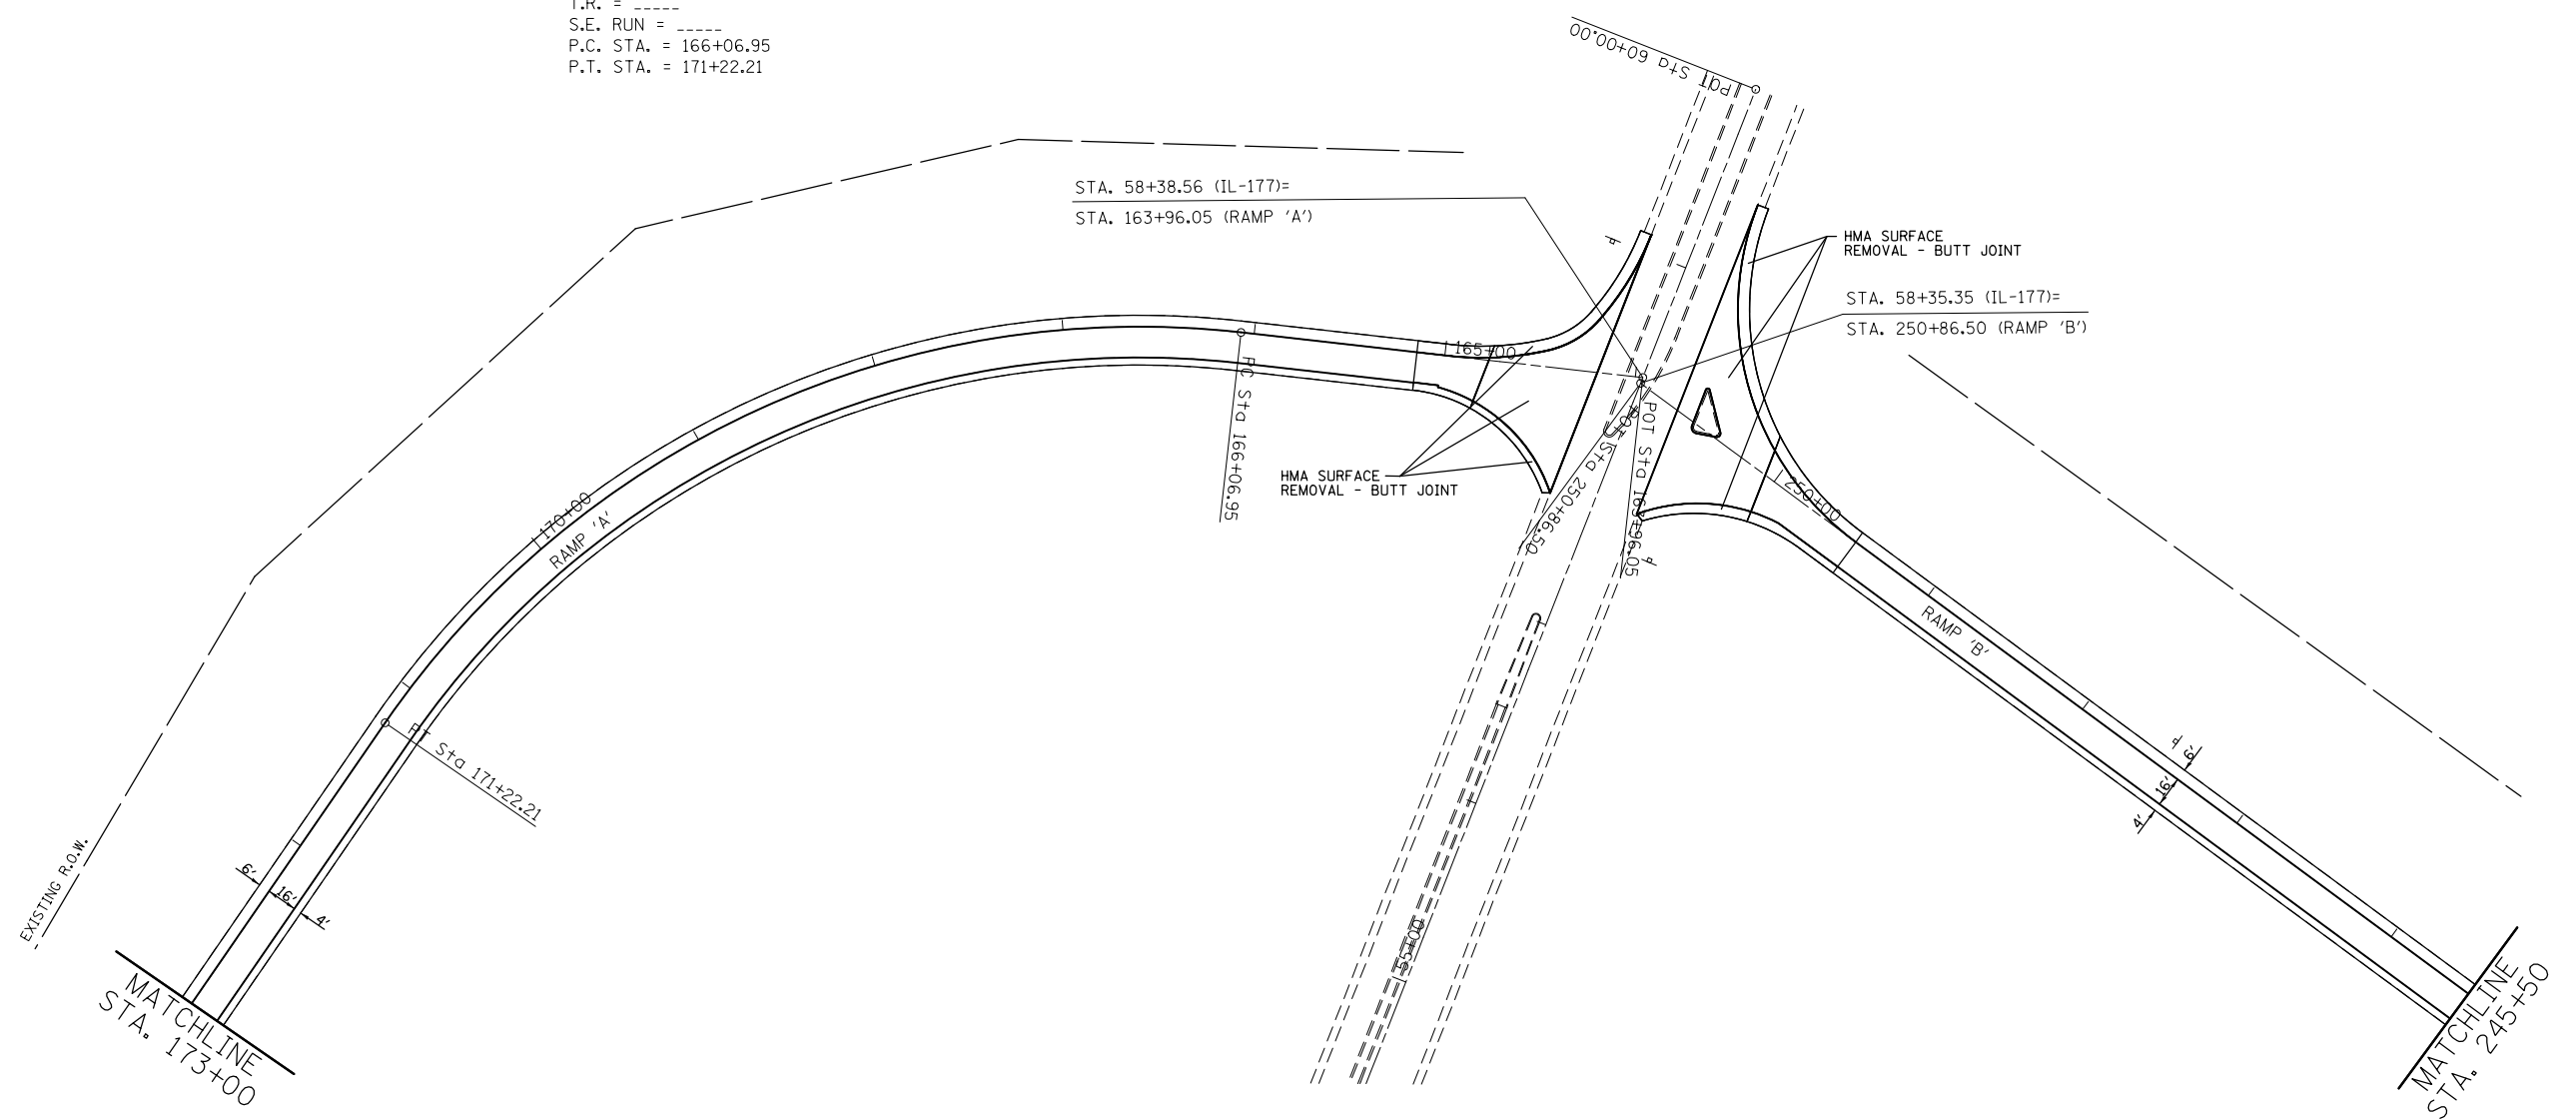 T.R. = _____
S.E. RUN = _____
P.C. STA. = 166+06.95
P.T. STA. = 171+22.21
POT Sta 60+00.00
STA. 58+38.56 (IL-177)=
STA. 163+96.05 (RAMP 'A')
HMA SURFACE
REMOVAL - BUTT JOINT
STA. 58+35.35 (IL-177)=
STA. 250+86.50 (RAMP 'B')
165+00
PC Sta 166+06.95
HMA SURFACE
REMOVAL - BUTT JOINT
POT Sta 250+86.50
POT Sta 163+96.05
250+00
170+00
RAMP 'A'
RAMP 'B'
PT Sta 171+22.21
6'
16'
4'
6'
16'
4'
EXISTING R.O.W.
55+00
MATCHLINE
STA. 173+00
MATCHLINE
STA. 245+50